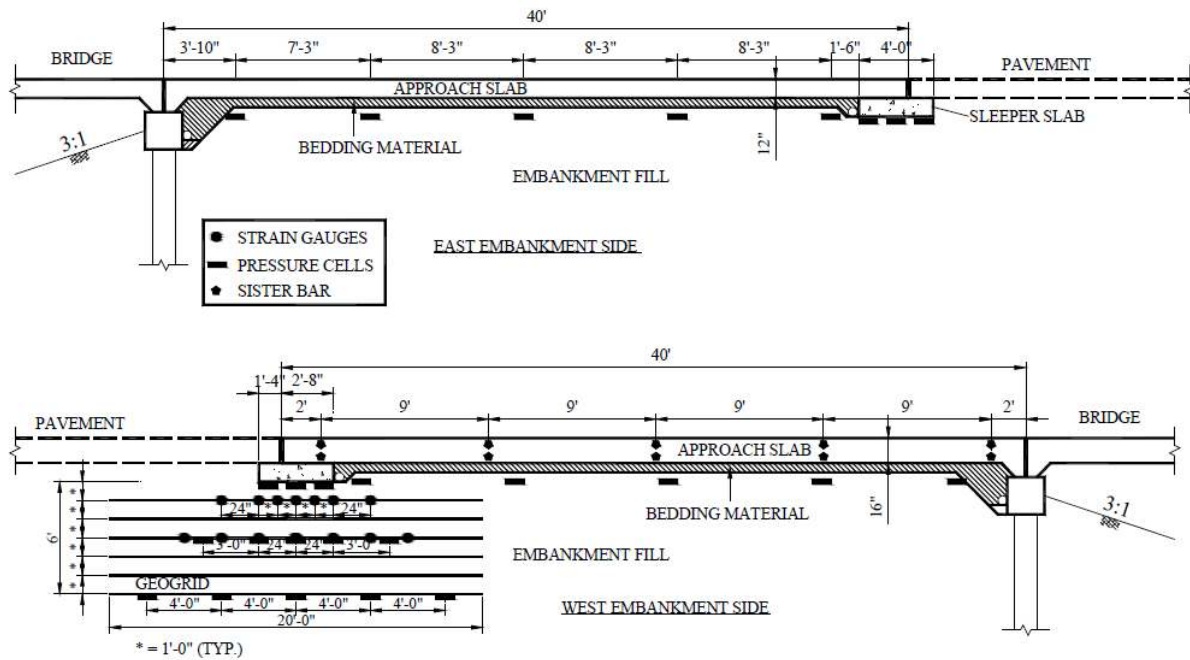 40'
3'-10" 7'-3" 8'-3" 8'-3" 8'-3" 1'-6" 4'-0"
BRIDGE
PAVEMENT
APPROACH SLAB
SLEEPER SLAB
3:1
BEDDING MATERIAL
12"
EMBANKMENT FILL
STRAIN GAUGES
PRESSURE CELLS
SISTER BAR
EAST EMBANKMENT SIDE
40'
1'-4" 2'-8"
2' 9' 9' 9' 9' 2'
PAVEMENT
BRIDGE
APPROACH SLAB
24" * * * * 24"
BEDDING MATERIAL
16"
3:1
* * * * * *
6'
3'-0" 24" 24" 3'-0"
EMBANKMENT FILL
GEOGRID
4'-0" 4'-0" 4'-0" 4'-0"
20'-0"
WEST EMBANKMENT SIDE
* = 1'-0" (TYP.)